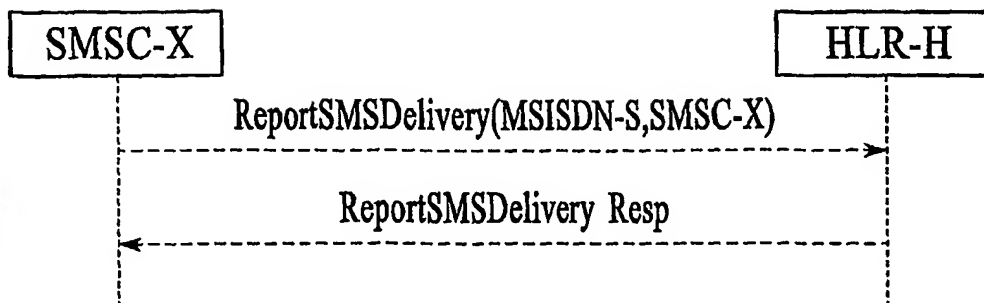 SMSC-X
HLR-H
ReportSMSDelivery(MSISDN-S,SMSC-X)
ReportSMSDelivery Resp